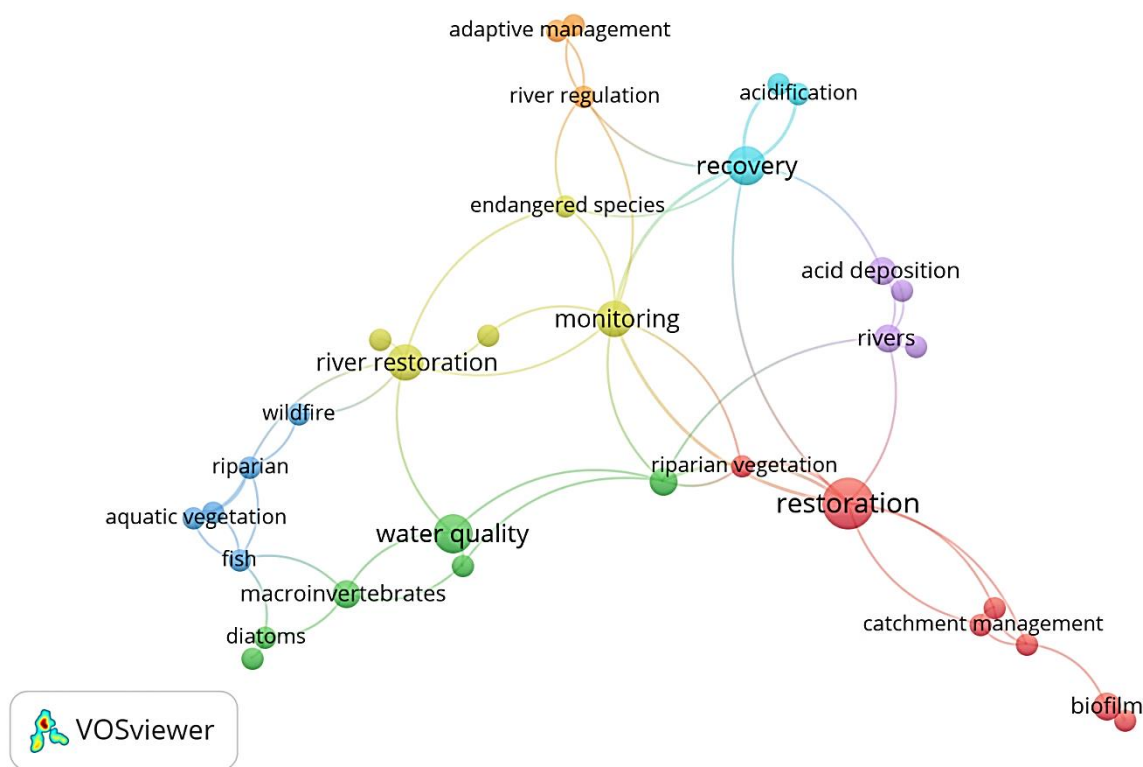 adaptive management
river regulation
acidification
recovery
endangered species
acid deposition
monitoring
rivers
river restoration
wildfire
riparian
riparian vegetation
restoration
aquatic vegetation
water quality
fish
macroinvertebrates
catchment management
diatoms
biofilm
VOSviewer